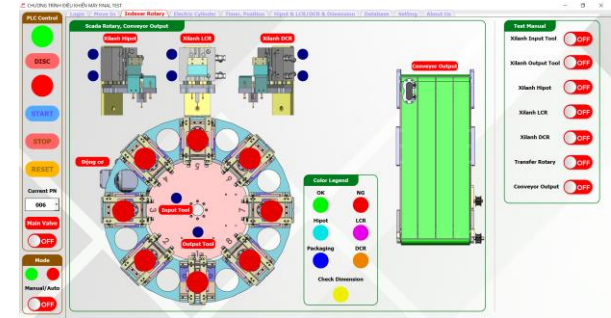 CHƯƠNG TRÌNH ĐIỀU KHIỂN MÁY FINAL TEST
Login | Move In | Indexer Rotary | Electric Cylinder | Timer, Position | Hipot & LCR/DCR & Dimension | Database | Setting | About Us
PLC Control
DISC
START
STOP
RESET
Current PN
006
Main Valve
OFF
Mode
Manual/Auto
OFF
Scada Rotary, Conveyor Output
Xilanh Hipot
Xilanh LCR
Xilanh DCR
Động cơ
Input Tool
Output Tool
Color Legend
OK
NG
Hipot
LCR
Packaging
DCR
Check Dimension
Conveyor Output
Test Manual
Xilanh Input Tool
OFF
Xilanh Output Tool
OFF
Xilanh Hipot
OFF
Xilanh LCR
OFF
Xilanh DCR
OFF
Transfer Rotary
OFF
Conveyor Output
OFF